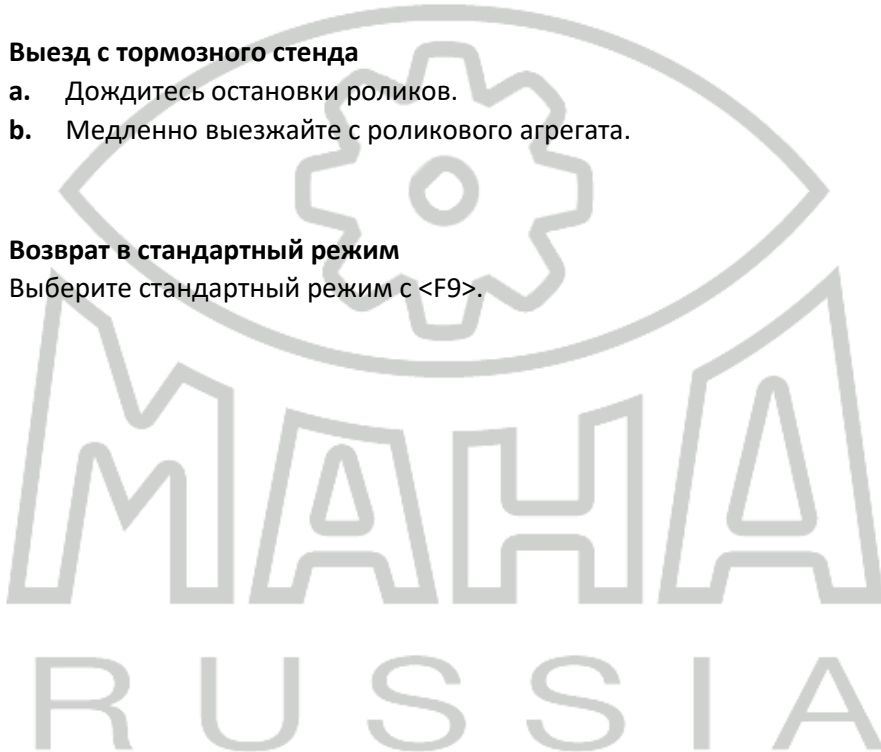 Выезд с тормозного стенда
a. Дождитесь остановки роликов.
b. Медленно выезжайте с роликового агрегата.
Возврат в стандартный режим
Выберите стандартный режим с <F9>.
MAHA
RUSSIA